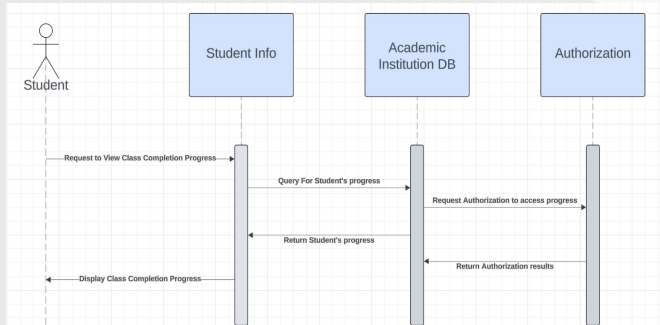 Student
Student Info
Academic
Institution DB
Authorization
Request to View Class Completion Progress
Query For Student's progress
Request Authorization to access progress
Return Student's progress
Return Authorization results
Display Class Completion Progress